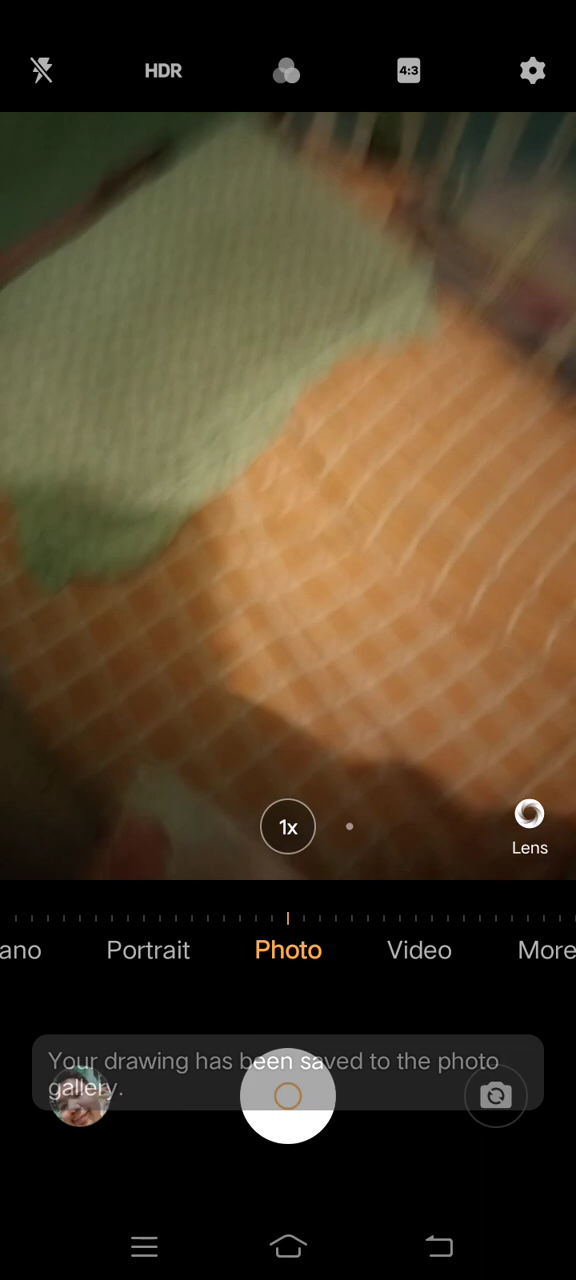 HDR
4:3
1x
Lens
ano Portrait Photo Video More
Your drawing has been saved to the photo
gallery.